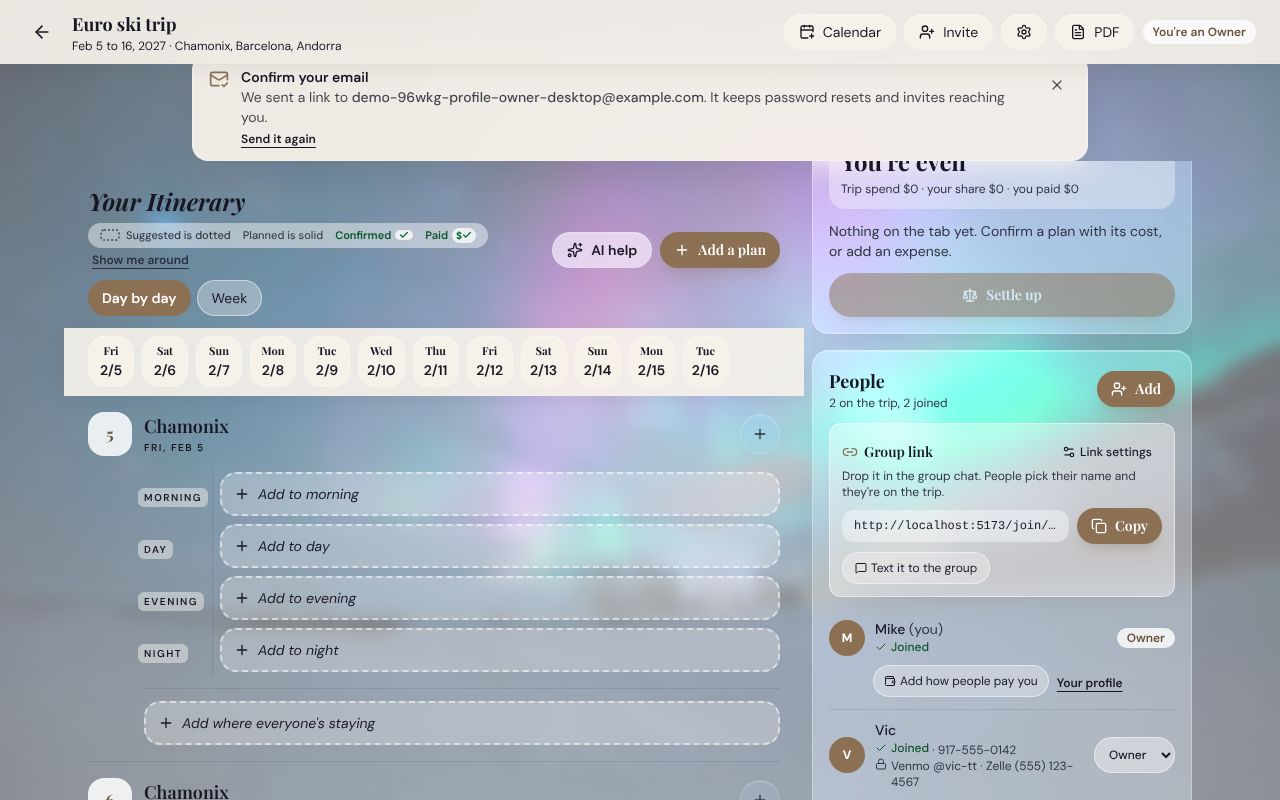 Euro ski trip
Feb 5 to 16, 2027 · Chamonix, Barcelona, Andorra
Calendar
Invite
PDF
You're an Owner
Confirm your email
We sent a link to demo-96wkg-profile-owner-desktop@example.com. It keeps password resets and invites reaching
you.
Send it again
Your Itinerary
Suggested is dotted Planned is solid Confirmed Paid $
Show me around
AI help
Add a plan
Day by day
Week
Fri Sat Sun Mon Tue Wed Thu Fri Sat Sun Mon Tue
2/5 2/6 2/7 2/8 2/9 2/10 2/11 2/12 2/13 2/14 2/15 2/16
5
Chamonix
FRI, FEB 5
MORNING
Add to morning
DAY
Add to day
EVENING
Add to evening
NIGHT
Add to night
Add where everyone's staying
6
Chamonix
You're even
Trip spend $0 · your share $0 · you paid $0
Nothing on the tab yet. Confirm a plan with its cost,
or add an expense.
Settle up
People
2 on the trip, 2 joined
Add
Group link
Link settings
Drop it in the group chat. People pick their name and
they're on the trip.
http://localhost:5173/join/…
Copy
Text it to the group
M
Mike (you)
Joined
Owner
Add how people pay you
Your profile
V
Vic
Joined · 917-555-0142
Venmo @vic-tt · Zelle (555) 123-
4567
Owner